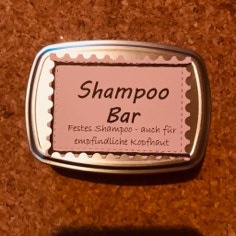 Shampoo
Bar
Festes Shampoo - auch für
empfindliche Kopfhaut